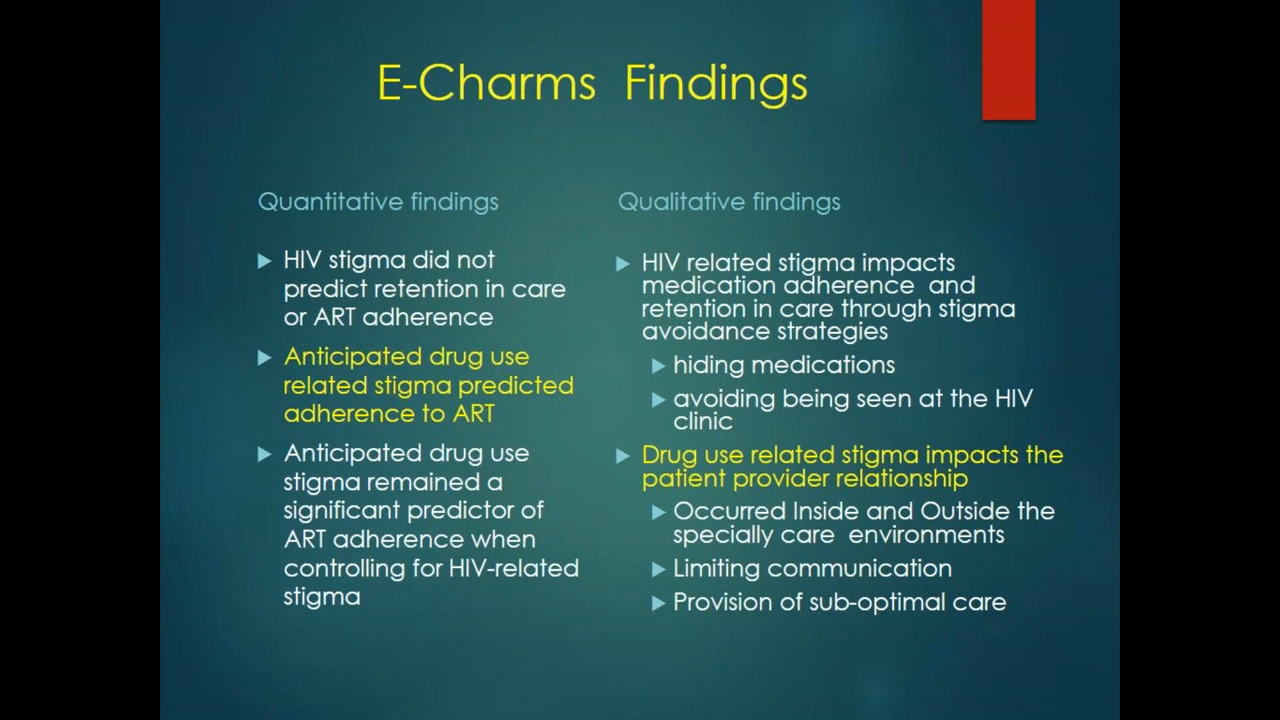 E-Charms Findings
Quantitative findings
HIV stigma did not
predict retention in care
or ART adherence
Anticipated drug use
related stigma predicted
adherence to ART
Anticipated drug use
stigma remained a
significant predictor of
ART adherence when
controlling for HIV-related
stigma
Qualitative findings
HIV related stigma impacts
medication adherence and
retention in care through stigma
avoidance strategies
hiding medications
avoiding being seen at the HIV
clinic
Drug use related stigma impacts the
patient provider relationship
Occurred Inside and Outside the
specially care environments
Limiting communication
Provision of sub-optimal care